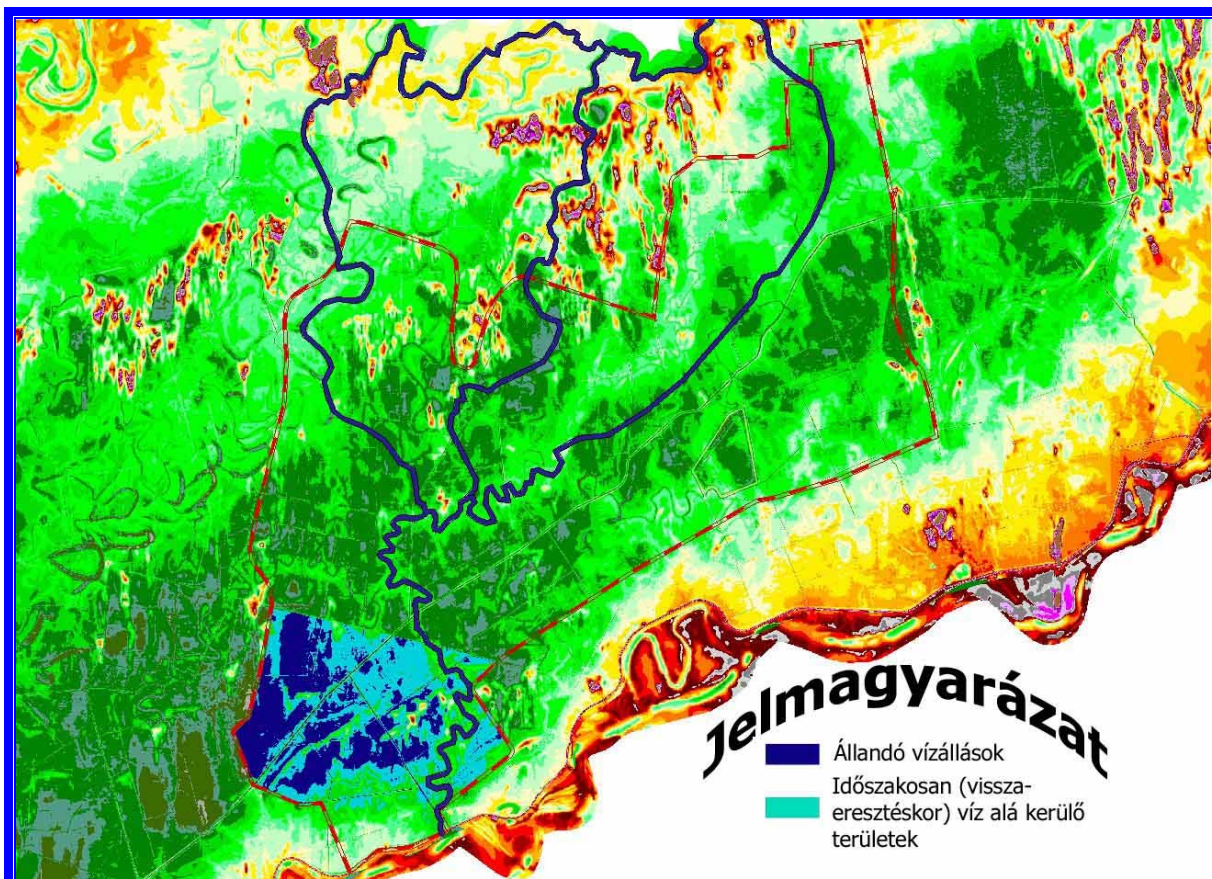 Jelmagyarázat
Állandó vízállások
Időszakosan (vissza-
eresztéskor) víz alá kerülő
területek